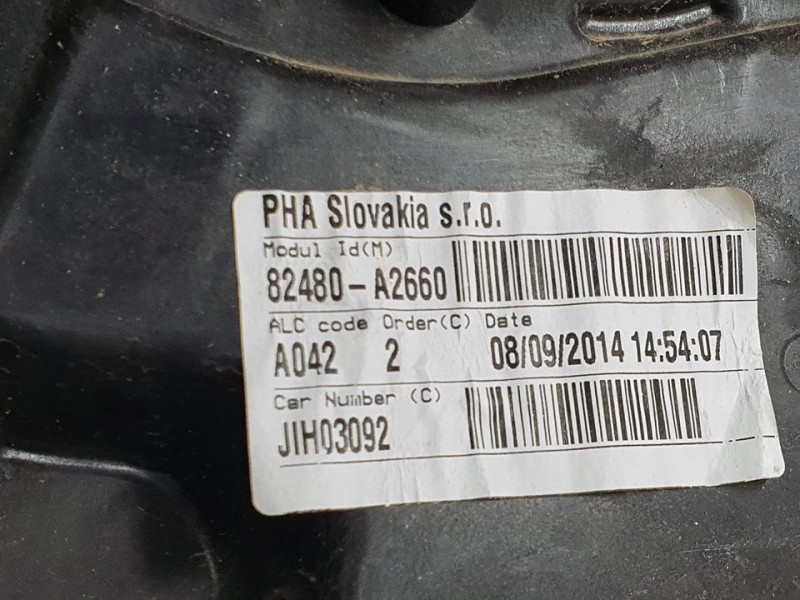 PHA Slovakia s.r.o.
Modul Id(M)
82480-A2660
ALC code Order(C) Date
A042 2 08/09/2014 14:54:07
Car Number (C)
JIH03092